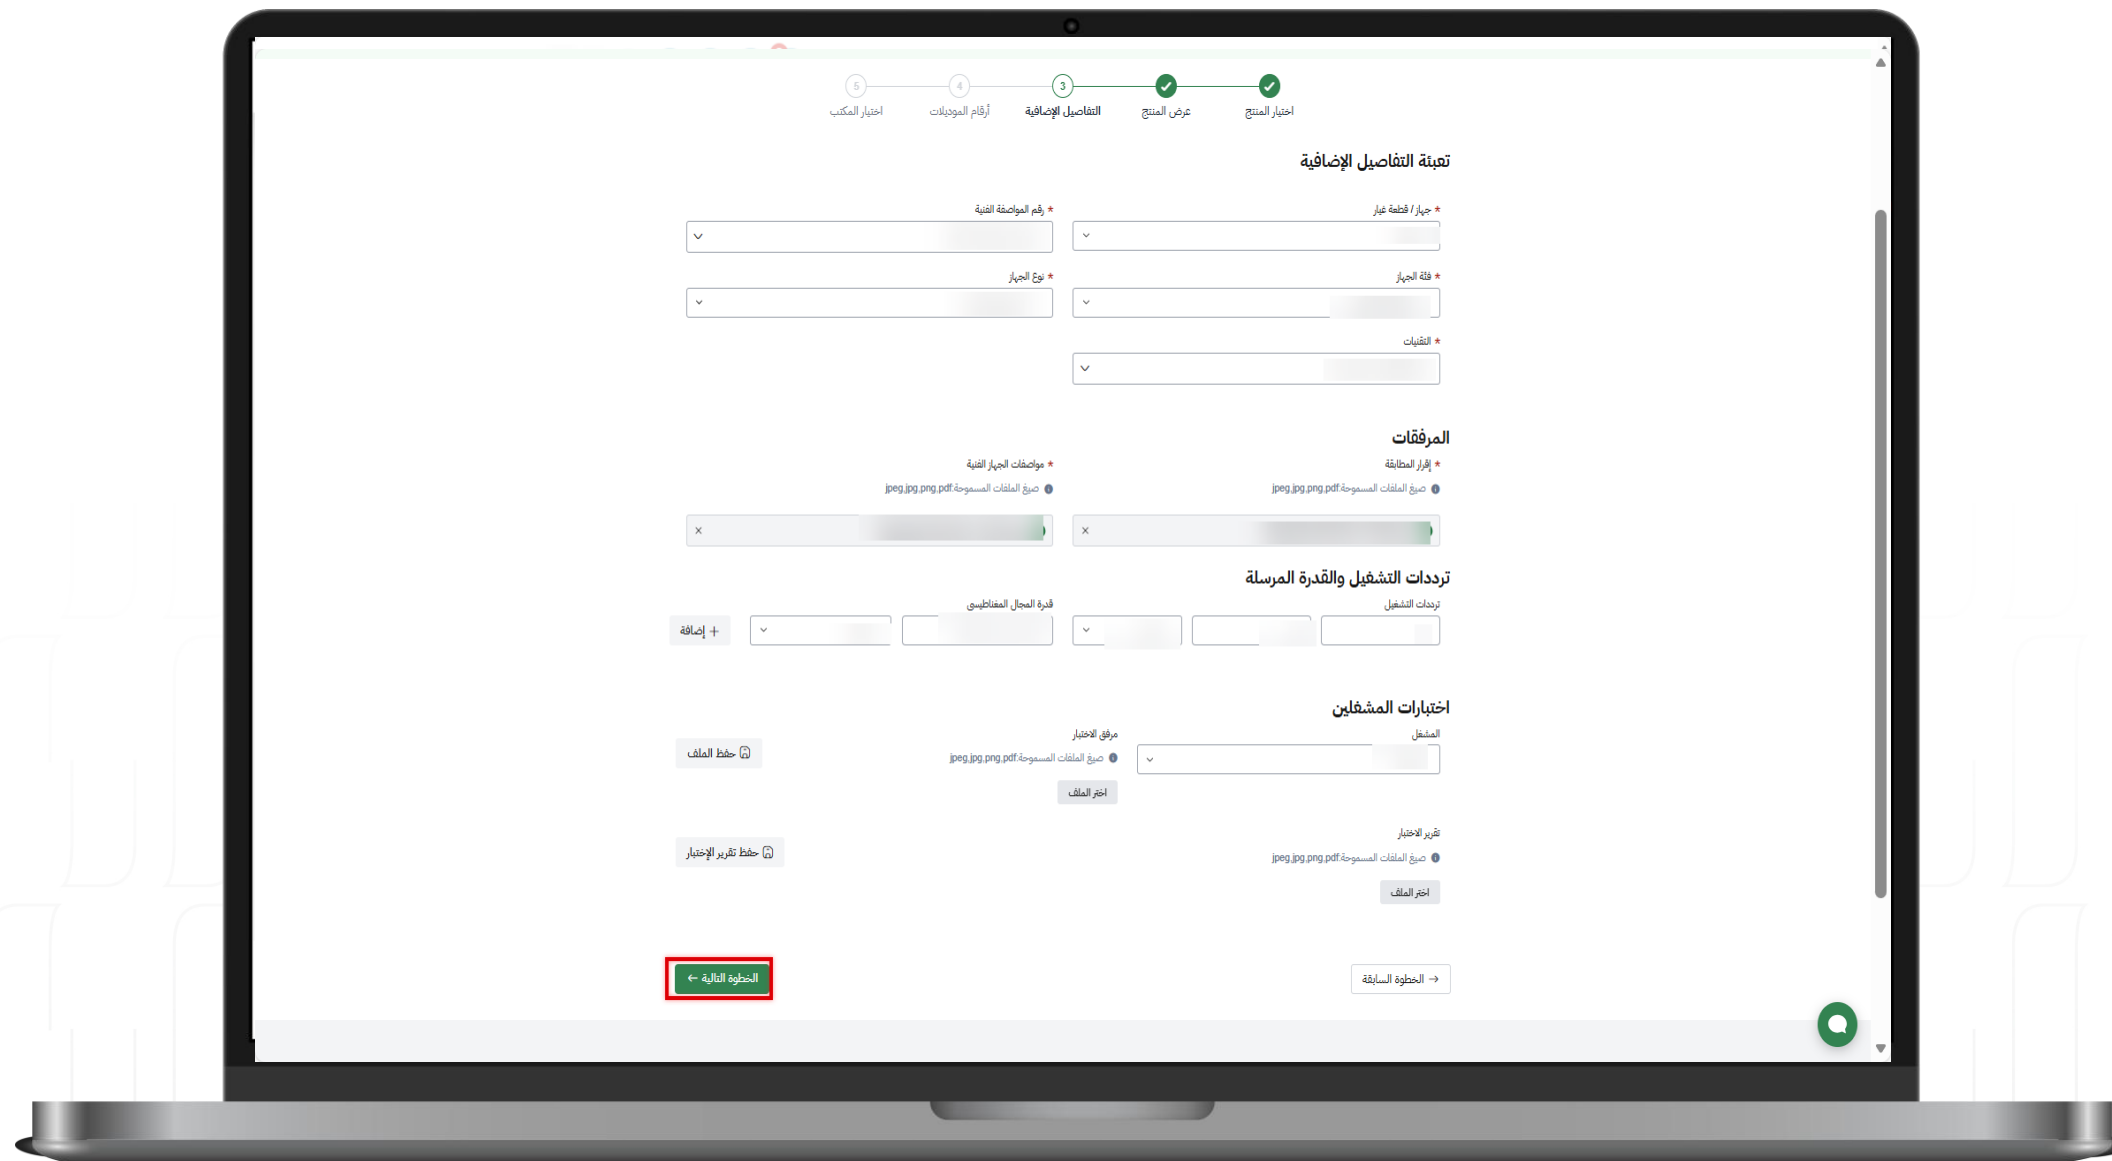 اختيار المنتج
عرض المنتج
3
التفاصيل الإضافية
4
أرقام الموديلات
5
اختيار المكتب
تعبئة التفاصيل الإضافية
* جهاز / قطعة غيار
* رقم المواصفة الفنية
* فئة الجهاز
* نوع الجهاز
* التقنيات
المرفقات
* إقرار المطابقة
صيغ الملفات المسموحة:jpeg,jpg,png,pdf
* مواصفات الجهاز الفنية
صيغ الملفات المسموحة:jpeg,jpg,png,pdf
ترددات التشغيل والقدرة المرسلة
ترددات التشغيل
قدرة المجال المغناطيسي
+ إضافة
اختبارات المشغلين
المشغل
مرفق الاختبار
صيغ الملفات المسموحة:jpeg,jpg,png,pdf
اختر الملف
حفظ الملف
تقرير الاختبار
صيغ الملفات المسموحة:jpeg,jpg,png,pdf
اختر الملف
حفظ تقرير الإختبار
→ الخطوة السابقة
الخطوة التالية ←